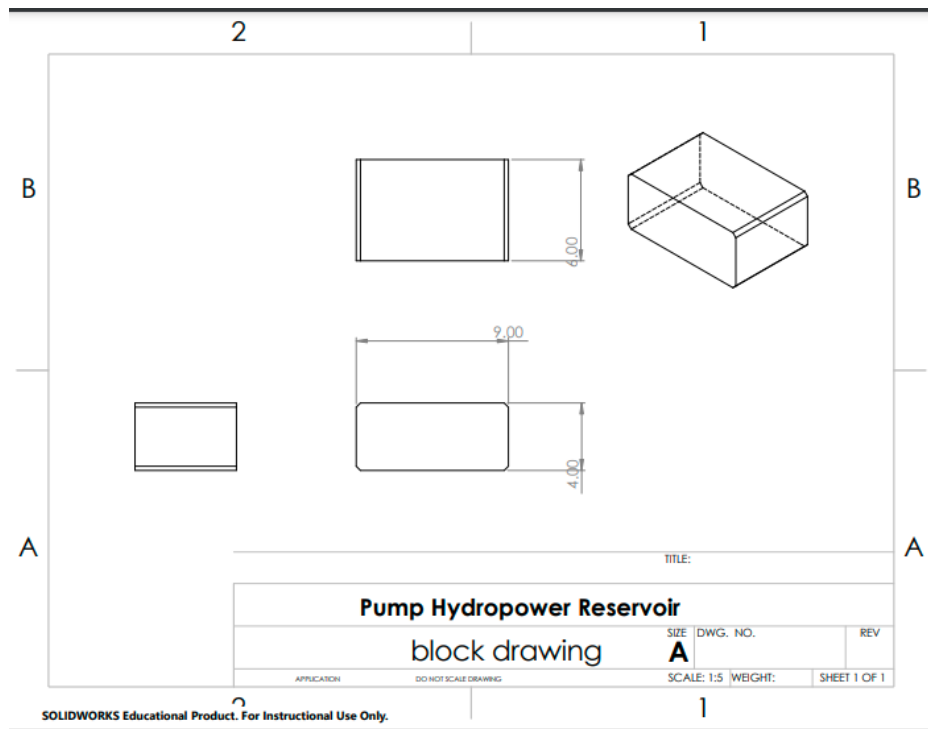 2 1
B B
6.00
9.00
4.00
A A
TITLE:
Pump Hydropower Reservoir
block drawing
SIZE DWG. NO. REV
A
APPLICATION DO NOT SCALE DRAWING SCALE: 1:5 WEIGHT: SHEET 1 OF 1
2 1
SOLIDWORKS Educational Product. For Instructional Use Only.